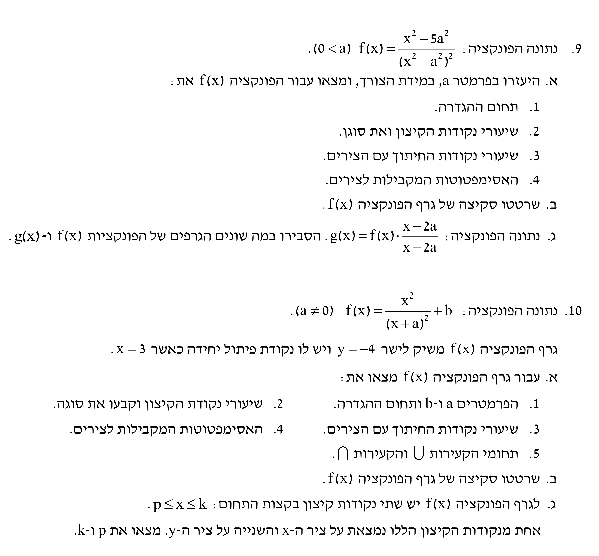 9. נתונה הפונקציה: f(x) = (x² − 5a²)/(x² − a²)² (0 < a).
א. היעזרו בפרמטר a, במידת הצורך, ומצאו עבור הפונקציה f(x) את:
1. תחום ההגדרה.
2. שיעורי נקודות הקיצון ואת סוגן.
3. שיעורי נקודות החיתוך עם הצירים.
4. האסימפטוטות המקבילות לצירים.
ב. שרטטו סקיצה של גרף הפונקציה f(x).
ג. נתונה הפונקציה: g(x) = f(x)·(x − 2a)/(x − 2a). הסבירו במה שונים הגרפים של הפונקציות f(x) ו-g(x).
10. נתונה הפונקציה: f(x) = x²/(x + a)² + b (a ≠ 0).
גרף הפונקציה f(x) משיק לישר y = −4 ויש לו נקודת פיתול יחידה כאשר x = 3.
א. עבור גרף הפונקציה f(x) מצאו את:
1. הפרמטרים a ו-b ותחום ההגדרה. 2. שיעורי נקודת הקיצון וקבעו את סוגה.
3. שיעורי נקודות החיתוך עם הצירים. 4. האסימפטוטות המקבילות לצירים.
5. תחומי הקעירות ∪ והקעירות ∩.
ב. שרטטו סקיצה של גרף הפונקציה f(x).
ג. לגרף הפונקציה f(x) יש שתי נקודות קיצון בקצות התחום: p ≤ x ≤ k.
אחת מנקודות הקיצון הללו נמצאת על ציר ה-x והשנייה על ציר ה-y. מצאו את p ו-k.